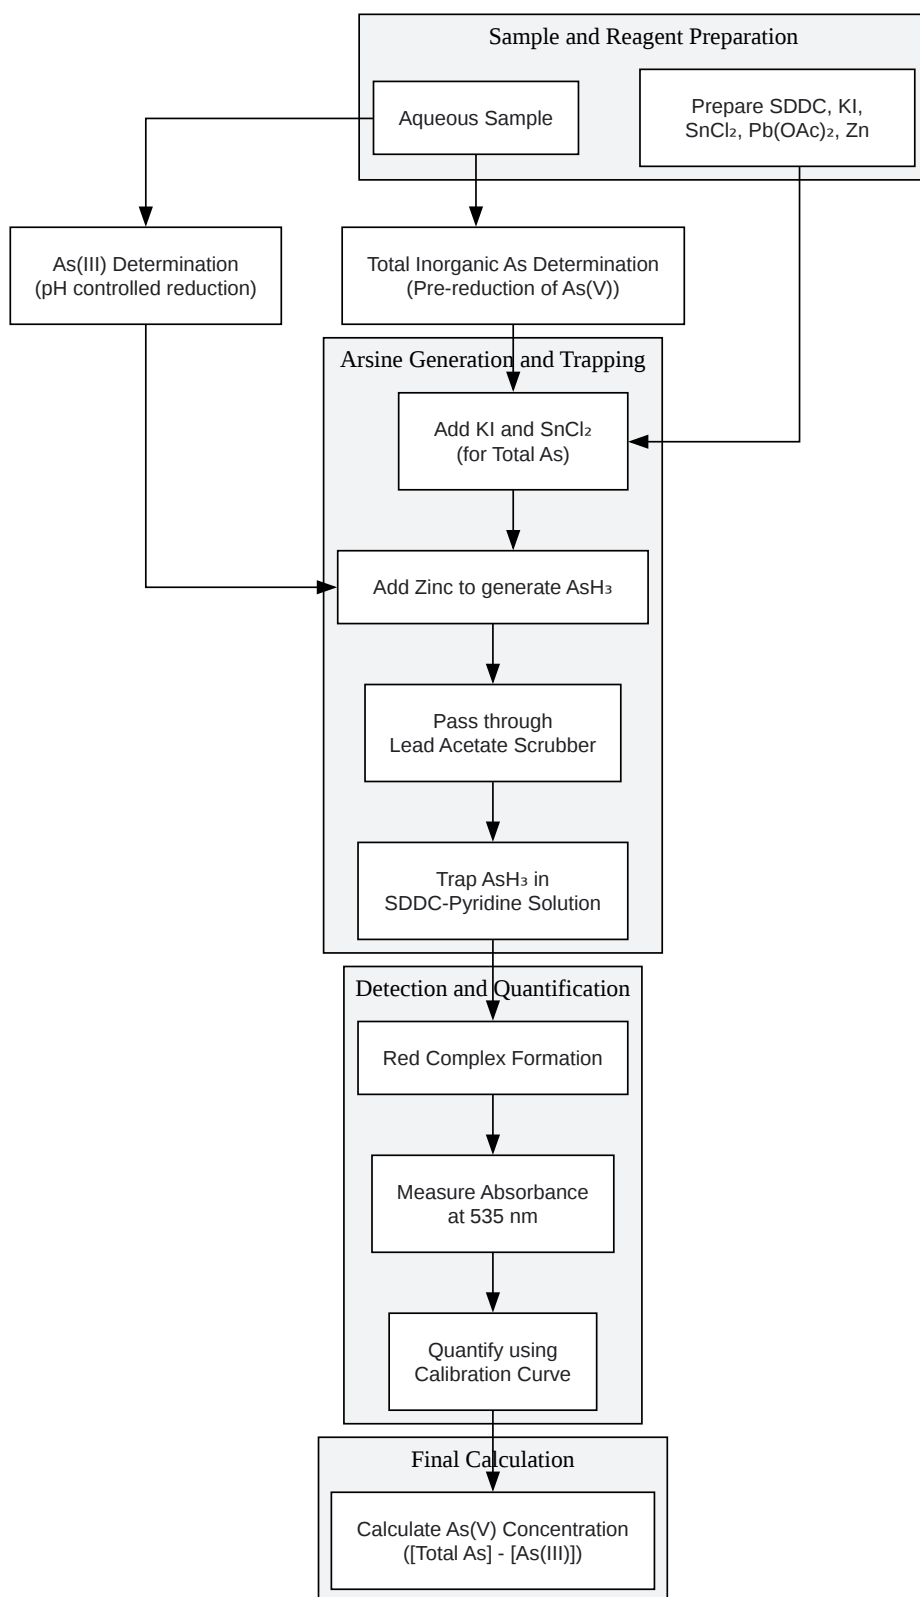 Sample and Reagent Preparation
Aqueous Sample
Prepare SDDC, KI,
SnCl₂, Pb(OAc)₂, Zn
As(III) Determination
(pH controlled reduction)
Total Inorganic As Determination
(Pre-reduction of As(V))
Arsine Generation and Trapping
Add KI and SnCl₂
(for Total As)
Add Zinc to generate AsH₃
Pass through
Lead Acetate Scrubber
Trap AsH₃ in
SDDC-Pyridine Solution
Detection and Quantification
Red Complex Formation
Measure Absorbance
at 535 nm
Quantify using
Calibration Curve
Final Calculation
Calculate As(V) Concentration
([Total As] - [As(III)])